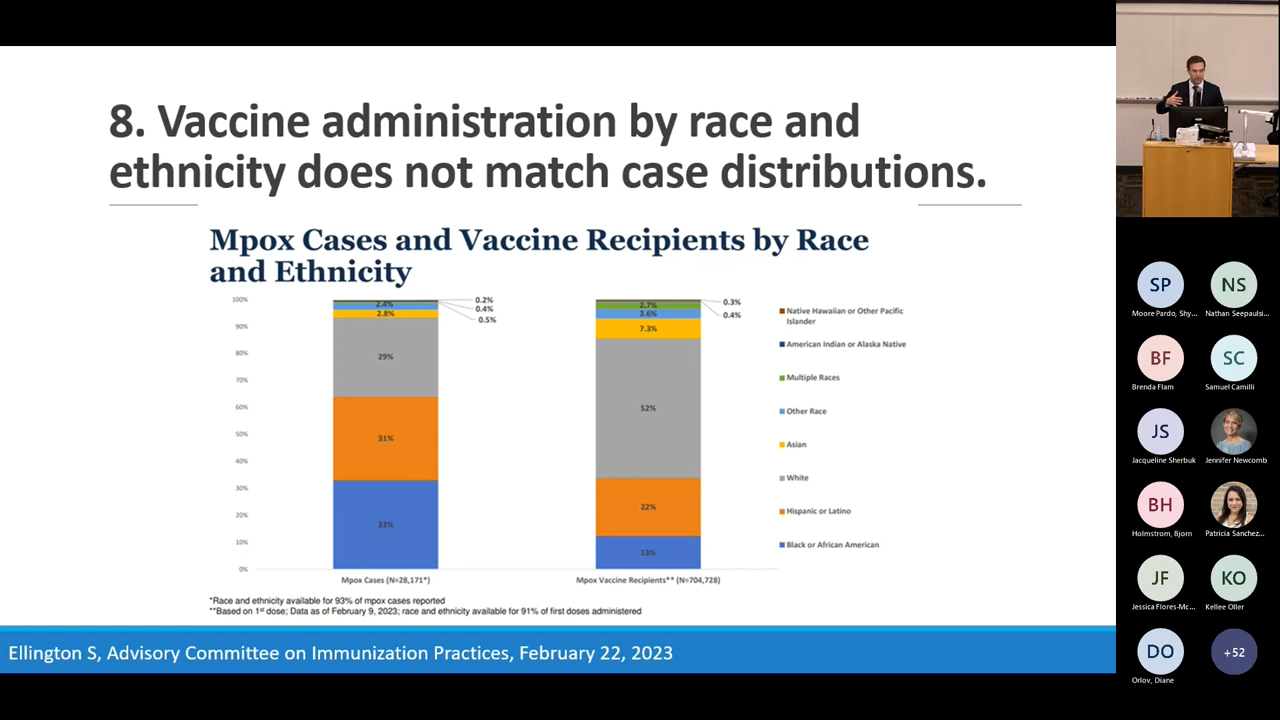 8. Vaccine administration by race and
ethnicity does not match case distributions.
Mpox Cases and Vaccine Recipients by Race
and Ethnicity
100%
90%
80%
70%
60%
50%
40%
30%
20%
10%
0%
2.4%
2.8%
29%
31%
33%
0.2%
0.4%
0.5%
2.7%
3.6%
7.3%
52%
22%
13%
0.3%
0.4%
Mpox Cases (N=28,171*)
Mpox Vaccine Recipients** (N=704,728)
Native Hawaiian or Other Pacific
Islander
American Indian or Alaska Native
Multiple Races
Other Race
Asian
White
Hispanic or Latino
Black or African American
*Race and ethnicity available for 93% of mpox cases reported
**Based on 1st dose; Data as of February 9, 2023; race and ethnicity available for 91% of first doses administered
Ellington S, Advisory Committee on Immunization Practices, February 22, 2023
SP
Moore Pardo, Shy...
NS
Nathan Seepaulsi...
BF
Brenda Flam
SC
Samuel Camilli
JS
Jacqueline Sherbuk
Jennifer Newcomb
BH
Holmstrom, Bjorn
Patricia Sanchez...
JF
Jessica Flores-Mc...
KO
Kellee Oller
DO
Orlov, Diane
+52